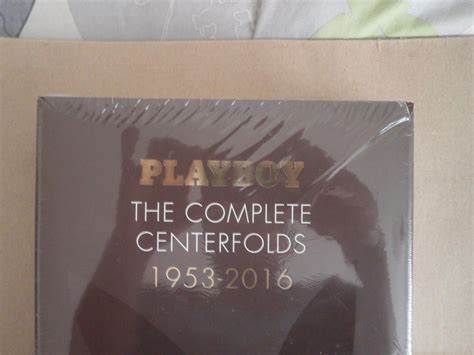 PLAYBOY
THE COMPLETE
CENTERFOLDS
1953-2016